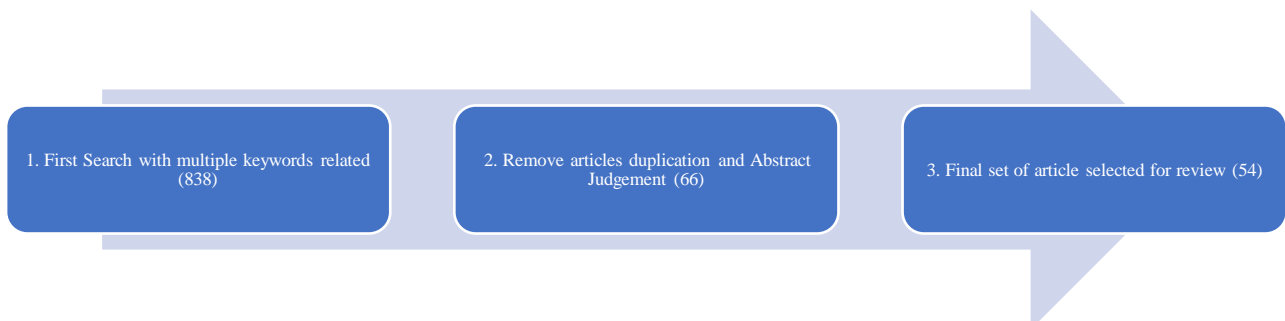 1. First Search with multiple keywords related
(838)
2. Remove articles duplication and Abstract
Judgement (66)
3. Final set of article selected for review (54)